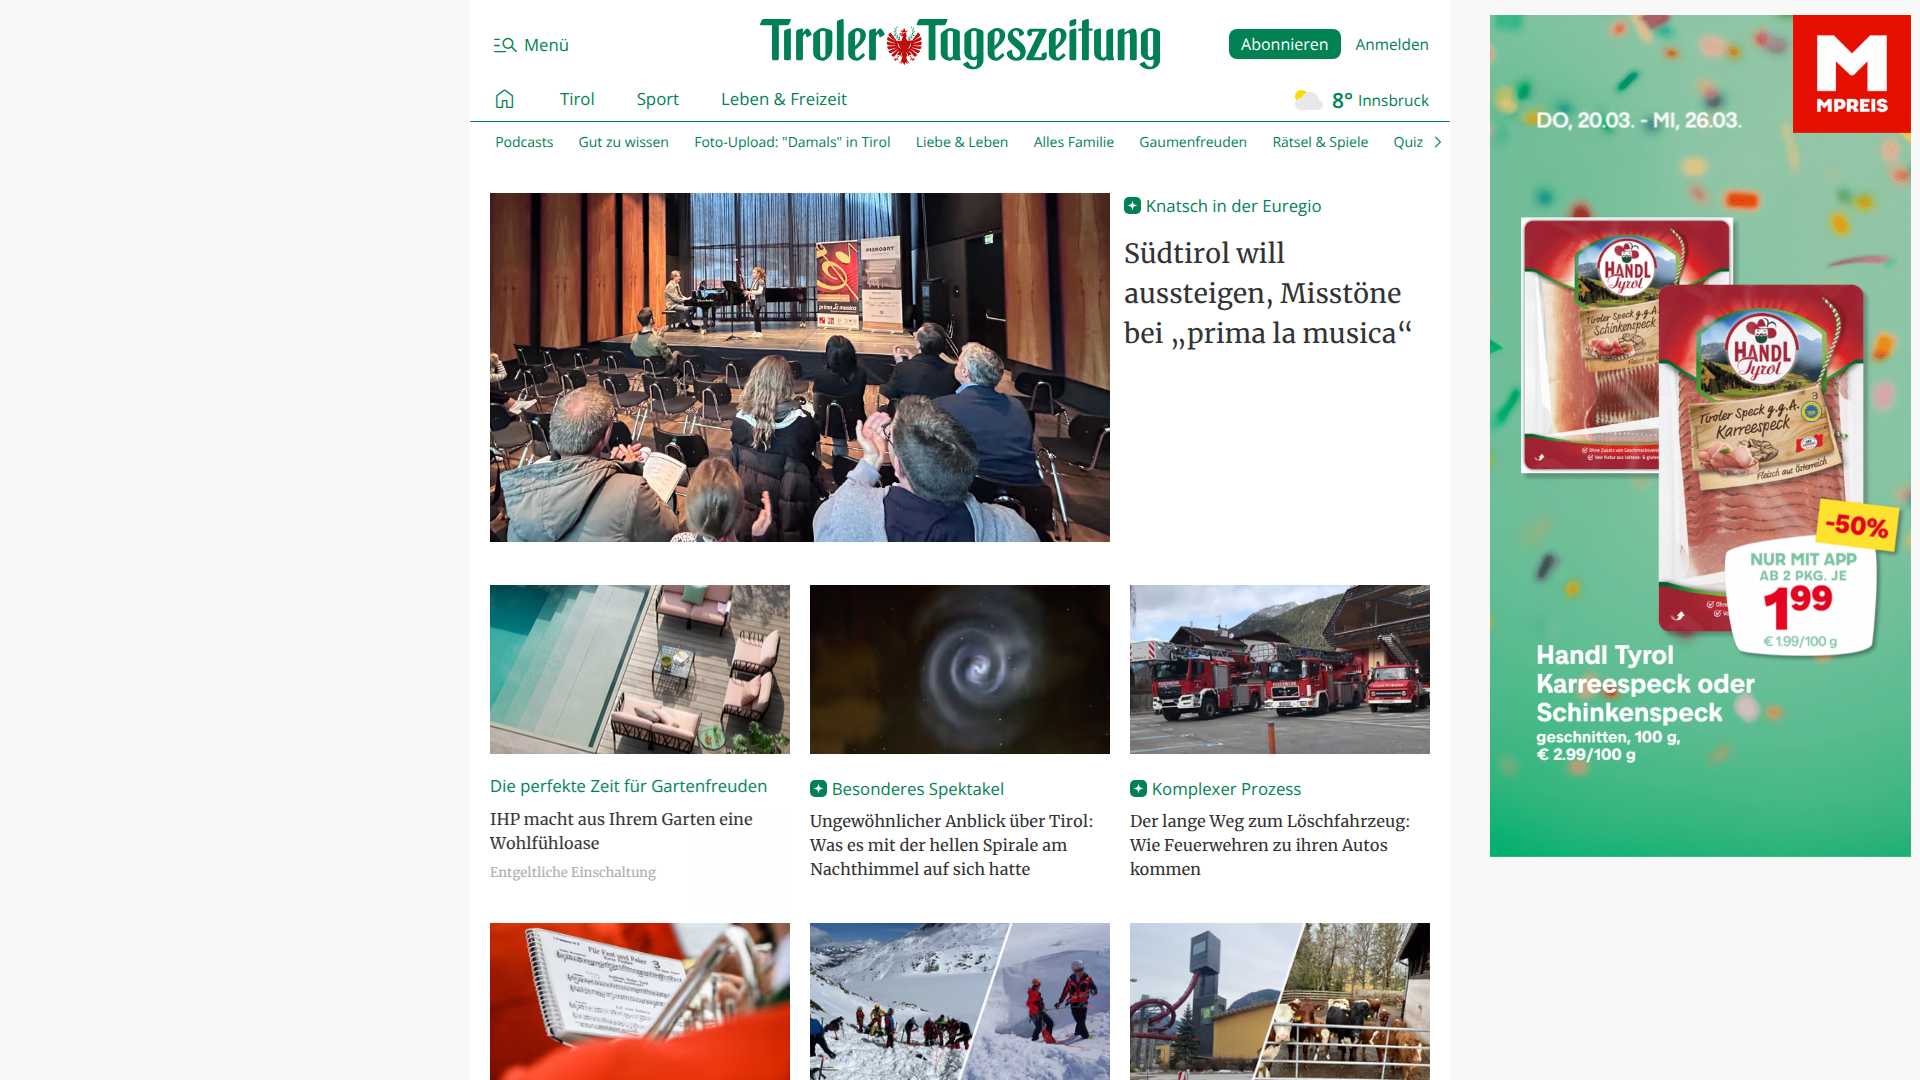 Menü
Tiroler Tageszeitung
Abonnieren
Anmelden
Tirol
Sport
Leben & Freizeit
8° Innsbruck
Podcasts
Gut zu wissen
Foto-Upload: "Damals" in Tirol
Liebe & Leben
Alles Familie
Gaumenfreuden
Rätsel & Spiele
Quiz
Knatsch in der Euregio
Südtirol will
aussteigen, Misstöne
bei „prima la musica“
PIANOART
prima la musica
Die perfekte Zeit für Gartenfreuden
IHP macht aus Ihrem Garten eine
Wohlfühloase
Entgeltliche Einschaltung
Besonderes Spektakel
Ungewöhnlicher Anblick über Tirol:
Was es mit der hellen Spirale am
Nachthimmel auf sich hatte
Komplexer Prozess
Der lange Weg zum Löschfahrzeug:
Wie Feuerwehren zu ihren Autos
kommen
MPREIS
DO, 20.03. - MI, 26.03.
HANDL
Tyrol
Tiroler Speck g.g.A.
Schinkenspeck
HANDL
Tyrol
Tiroler Speck g.g.A.
Karreespeck
Fleisch aus Österreich
-50%
NUR MIT APP
AB 2 PKG. JE
1 99
€ 1.99/100 g
Handl Tyrol
Karreespeck oder
Schinkenspeck
geschnitten, 100 g,
€ 2.99/100 g